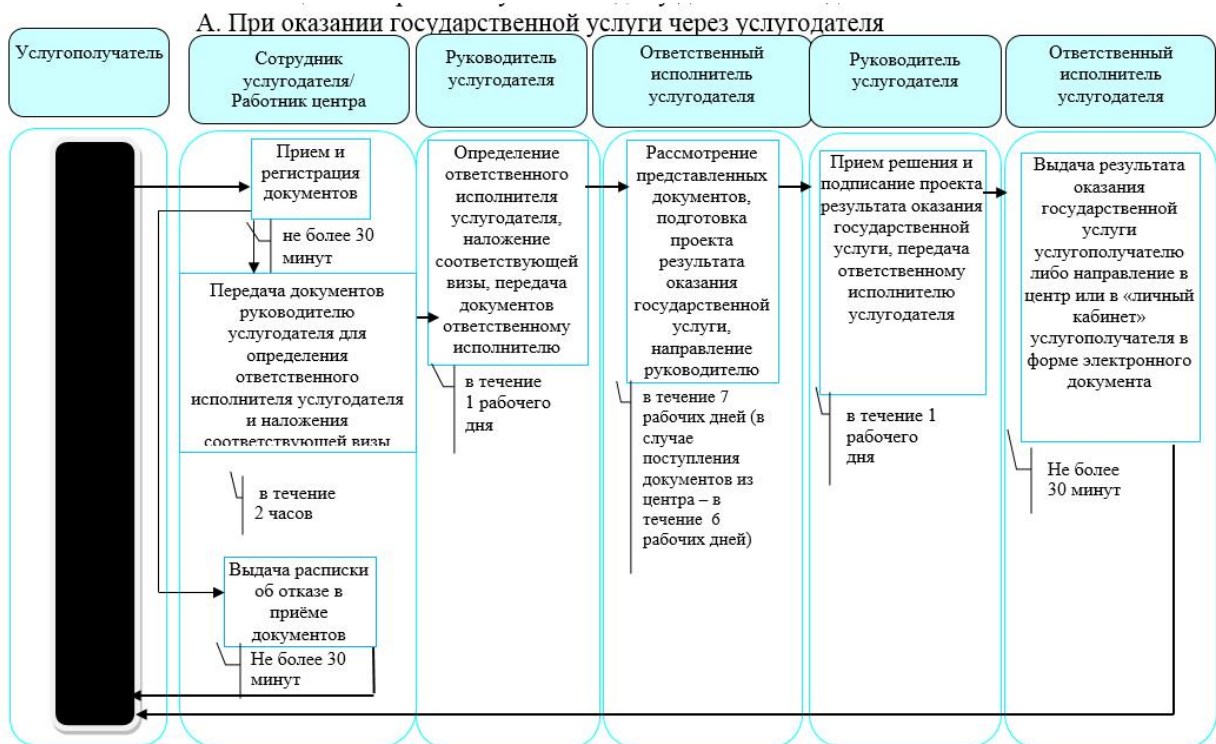 А. При оказании государственной услуги через услугодателя
Услугополучатель
Сотрудник
услугодателя/
Работник центра
Руководитель
услугодателя
Ответственный
исполнитель
услугодателя
Руководитель
услугодателя
Ответственный
исполнитель
услугодателя
Прием и
регистрация
документов
не более 30
минут
Передача документов
руководителю
услугодателя для
определения
ответственного
исполнителя услугодателя
и наложения
соответствующей визы
в течение
2 часов
Выдача расписки
об отказе в
приёме
документов
Не более 30
минут
Определение
ответственного
исполнителя
услугодателя,
наложение
соответствующей
визы, передача
документов
ответственному
исполнителю
в течение
1 рабочего
дня
Рассмотрение
представленных
документов,
подготовка
проекта
результата
оказания
государственной
услуги,
направление
руководителю
в течение 7
рабочих дней (в
случае
поступления
документов из
центра – в
течение 6
рабочих дней)
Прием решения и
подписание проекта
результата оказания
государственной
услуги, передача
ответственному
исполнителю
услугодателя
в течение 1
рабочего
дня
Выдача результата
оказания
государственной
услуги
услугополучателю
либо направление в
центр или в «личный
кабинет»
услугополучателя в
форме электронного
документа
Не более
30 минут